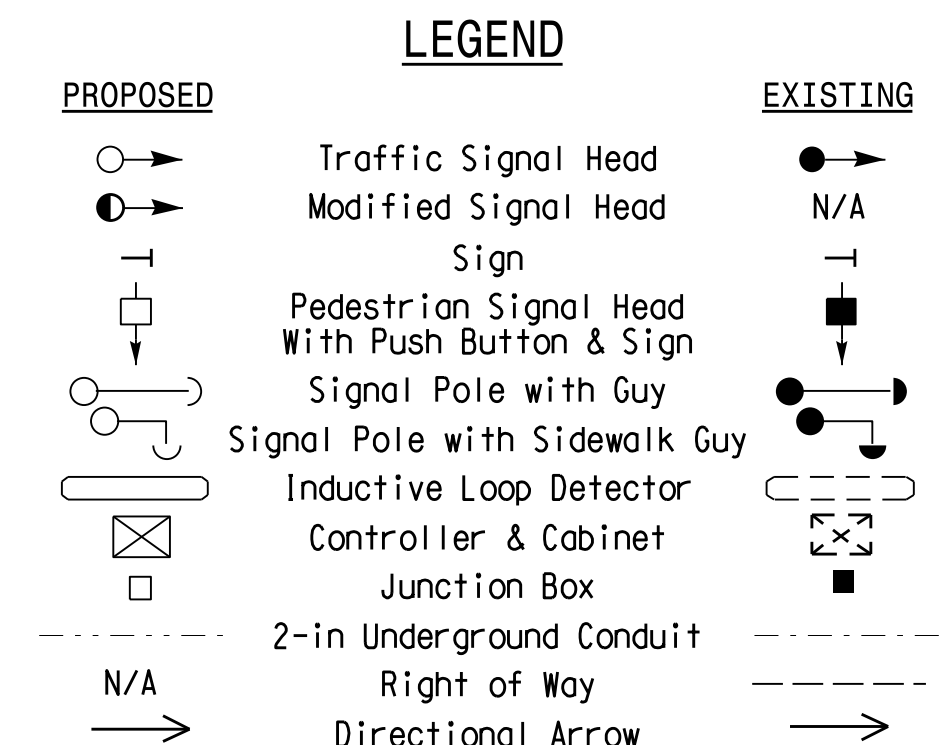 LEGEND
PROPOSED EXISTING
Traffic Signal Head
Modified Signal Head N/A
Sign
Pedestrian Signal Head
With Push Button & Sign
Signal Pole with Guy
Signal Pole with Sidewalk Guy
Inductive Loop Detector
Controller & Cabinet
Junction Box
2-in Underground Conduit
N/A Right of Way
Directional Arrow